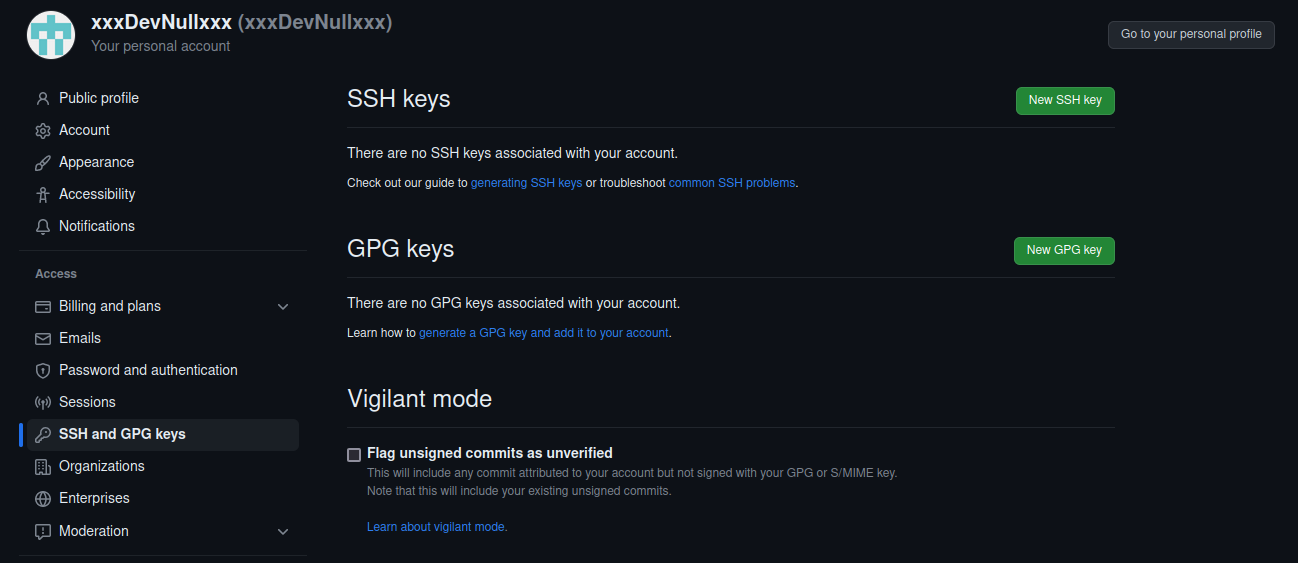 xxxDevNullxxx (xxxDevNullxxx)
Your personal account
Go to your personal profile
Public profile
Account
Appearance
Accessibility
Notifications
Access
Billing and plans
Emails
Password and authentication
Sessions
SSH and GPG keys
Organizations
Enterprises
Moderation
SSH keys
New SSH key
There are no SSH keys associated with your account.
Check out our guide to generating SSH keys or troubleshoot common SSH problems.
GPG keys
New GPG key
There are no GPG keys associated with your account.
Learn how to generate a GPG key and add it to your account.
Vigilant mode
Flag unsigned commits as unverified
This will include any commit attributed to your account but not signed with your GPG or S/MIME key.
Note that this will include your existing unsigned commits.
Learn about vigilant mode.